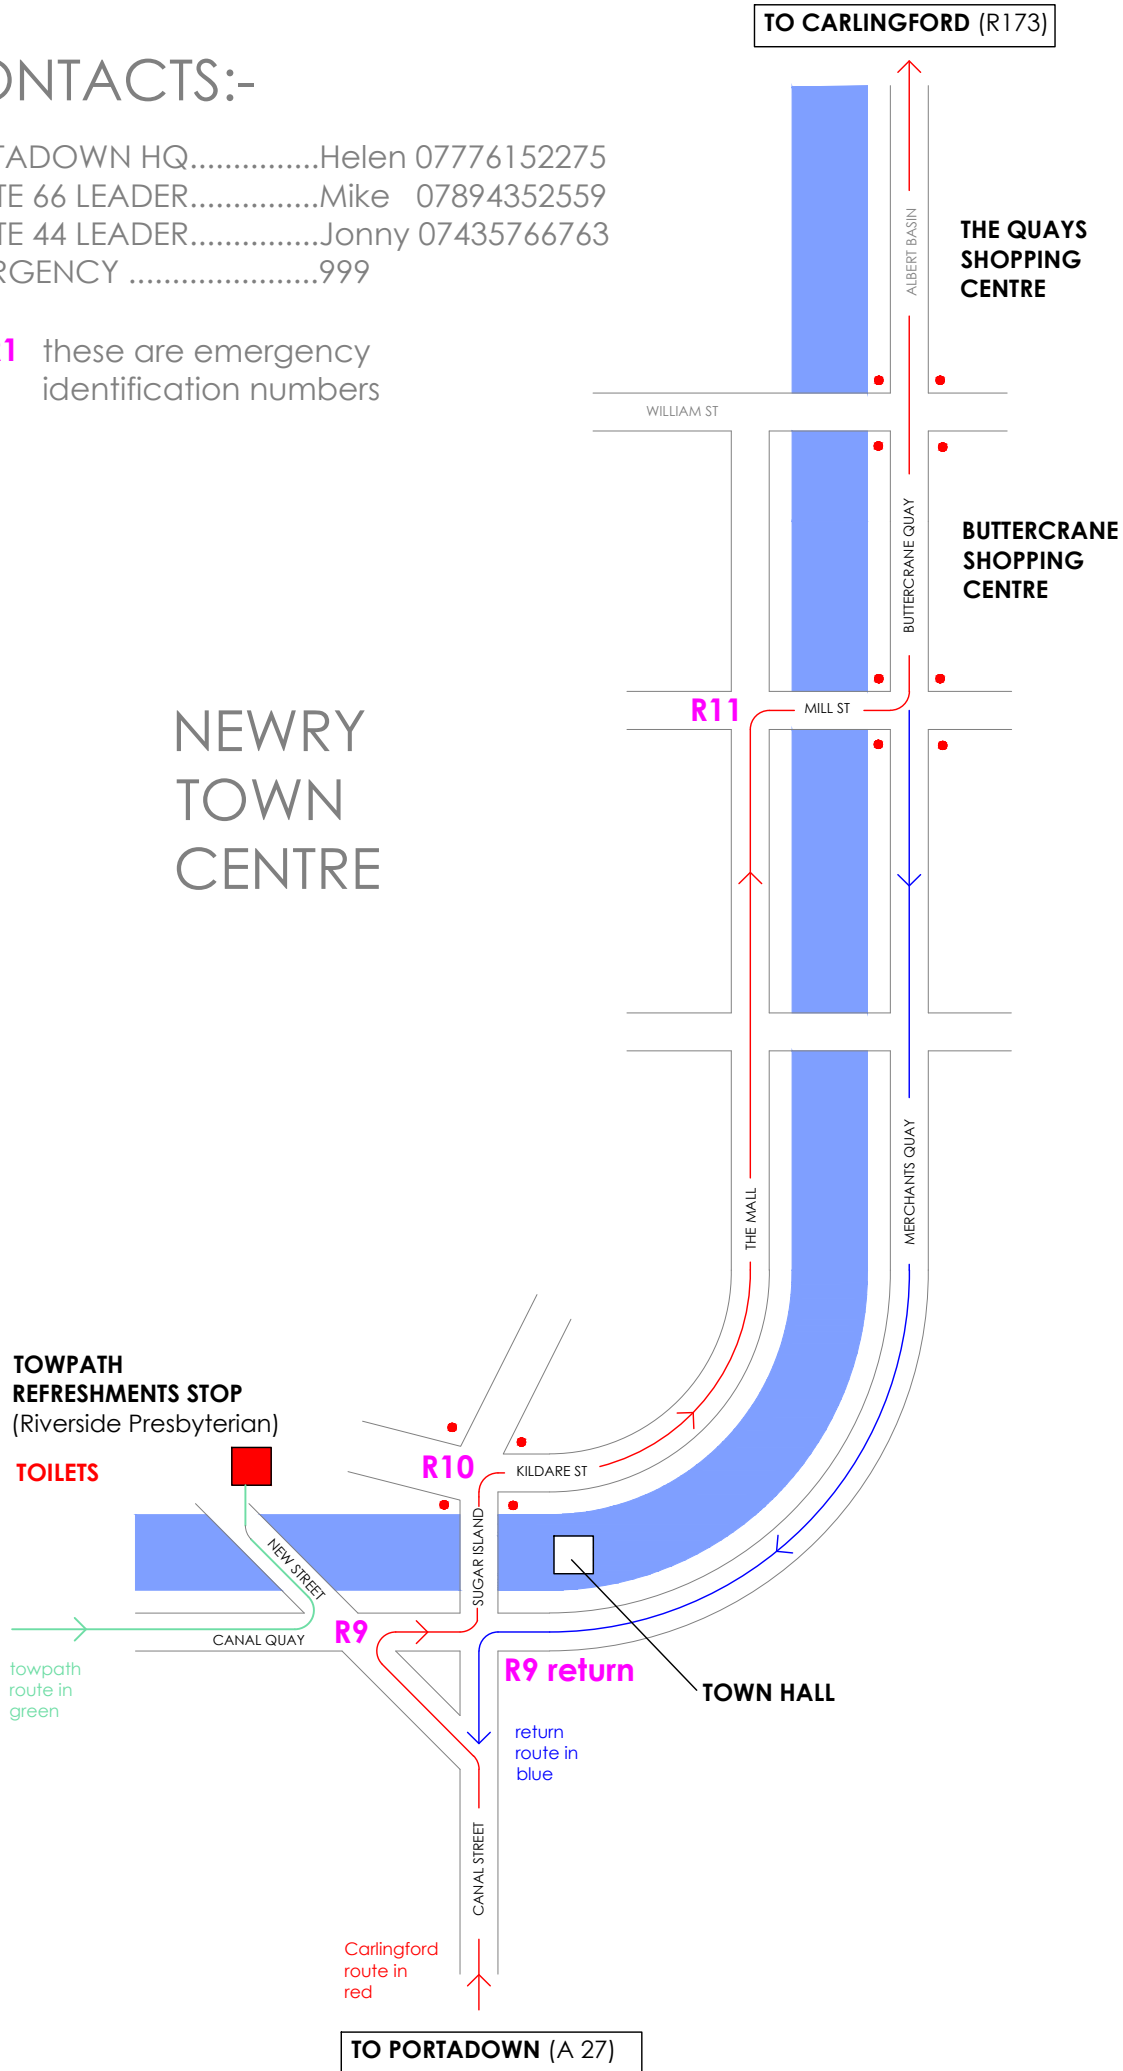 TO CARLINGFORD (R173)
ONTACTS:-
TADOWN HQ...............Helen 07776152275
TE 66 LEADER...............Mike 07894352559
TE 44 LEADER...............Jonny 07435766763
RGENCY ......................999
1 these are emergency
identification numbers
ALBERT BASIN
THE QUAYS
SHOPPING
CENTRE
WILLIAM ST
BUTTERCRANE QUAY
BUTTERCRANE
SHOPPING
CENTRE
R11
MILL ST
NEWRY
TOWN
CENTRE
MERCHANTS QUAY
THE MALL
TOWPATH
REFRESHMENTS STOP
(Riverside Presbyterian)
TOILETS
R10
KILDARE ST
SUGAR ISLAND
NEW STREET
CANAL QUAY
R9
R9 return
TOWN HALL
towpath
route in
green
return
route in
blue
CANAL STREET
Carlingford
route in
red
TO PORTADOWN (A 27)